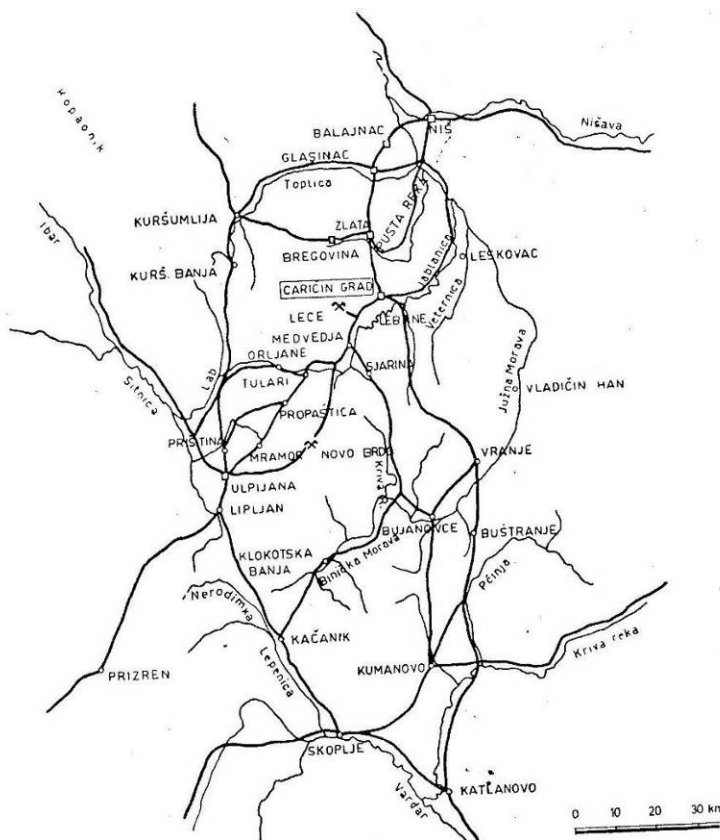 Kopaonik
NIŠ
Nišava
BALAJNAC
GLAŠINAC
Toplica
PUSTA REKA
KURŠUMLIJA
ZLATA
Ibar
BREGOVINA
Jablanica
LESKOVAC
KURŠ. BANJA
CARIČIN GRAD
Veternica
LECE
LEBANE
MEDVEDJA
Južna Morava
ORLJANE
SJARINA
Lab
TULARI
VLADIČIN HAN
Sitnica
PROPAŠTICA
PRIŠTINA
MRAMOR
NOVO BRDO
VRANJE
Kriva R.
ULPIJANA
LIPLJAN
BUJANOVCE
BUŠTRANJE
KLOKOTSKA
BANJA
Binička Morava
Pčinja
Nerodimka
KAČANIK
Kriva reka
Lepenica
KUMANOVO
PRIZREN
SKOPLJE
Vardar
KATLANOVO
0 10 20 30 km